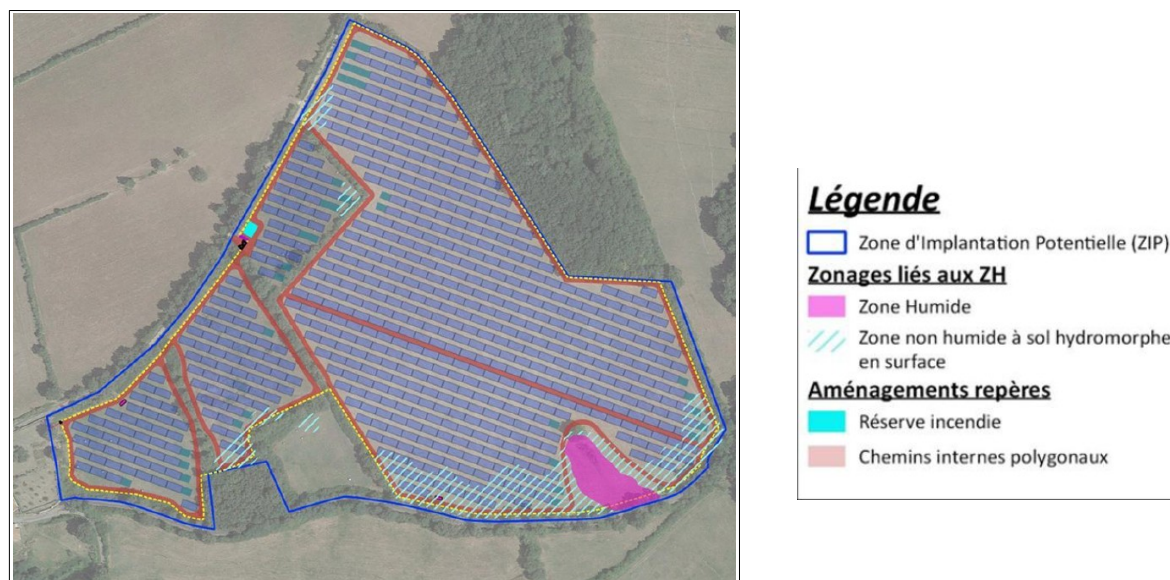 Légende
Zone d'Implantation Potentielle (ZIP)
Zonages liés aux ZH
Zone Humide
Zone non humide à sol hydromorphe
en surface
Aménagements repères
Réserve incendie
Chemins internes polygonaux